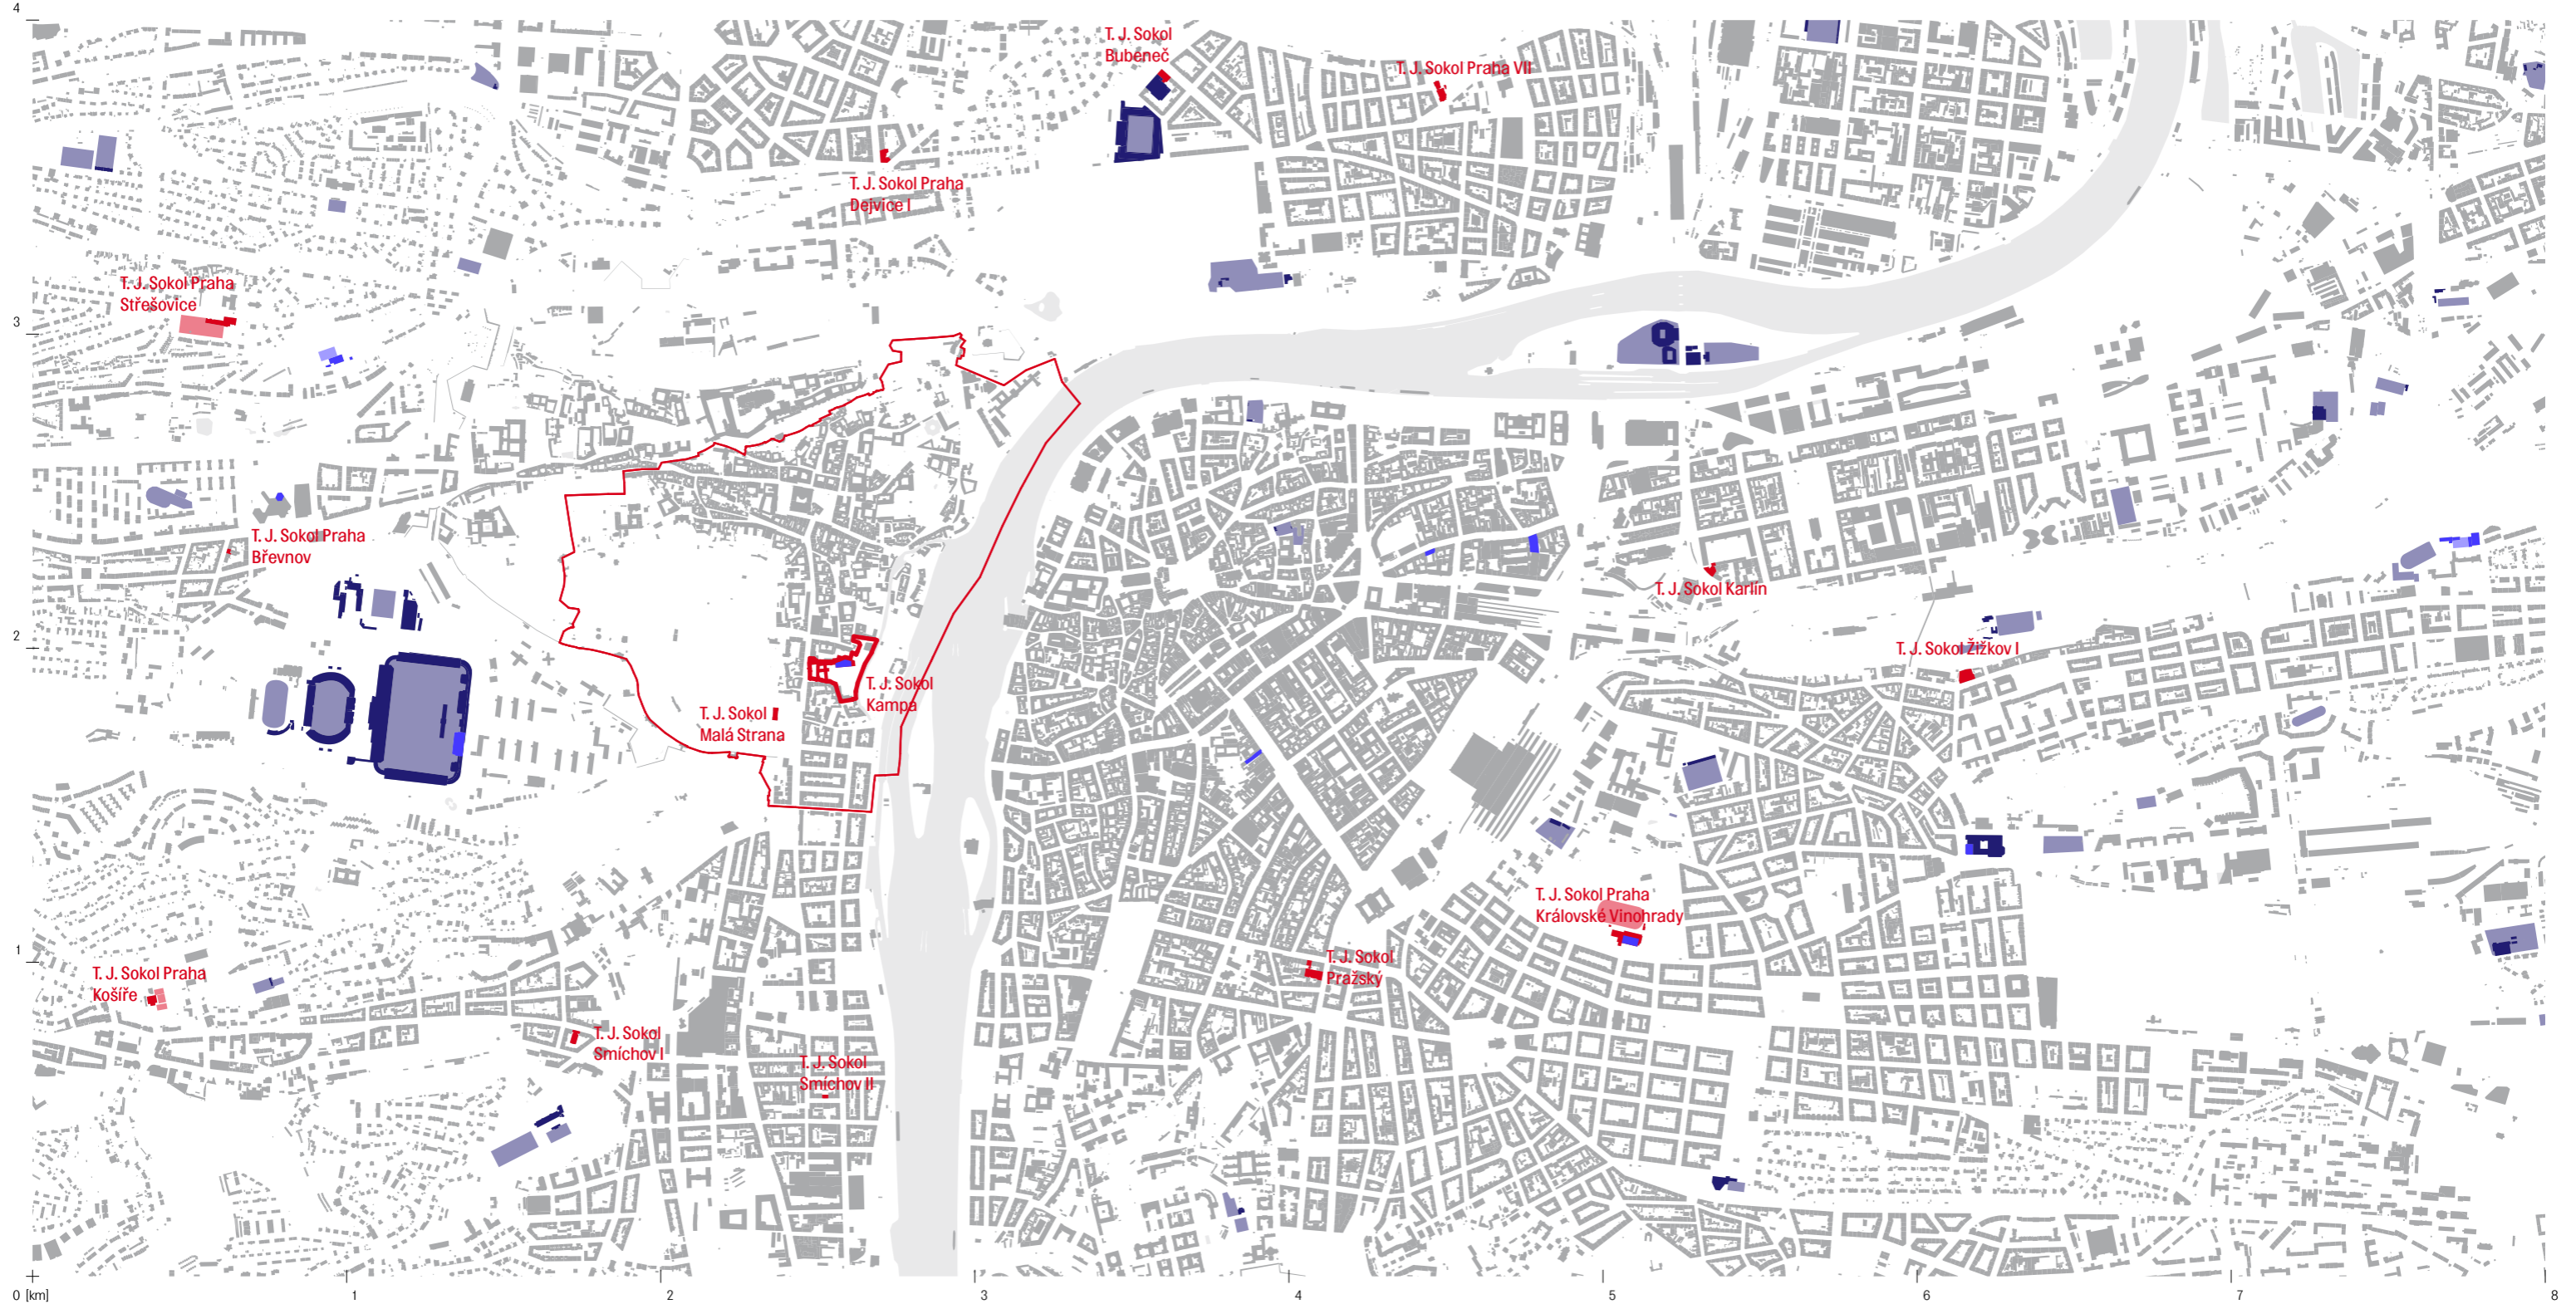 4
T. J. Sokol
Bubeneč
T. J. Sokol Praha VII
T. J. Sokol Praha
Dejvice I
T. J. Sokol Praha
Střešovice
3
T. J. Sokol Praha
Břevnov
T. J. Sokol Karlín
2
T. J. Sokol Žižkov I
T. J. Sokol
Kampa
T. J. Sokol
Malá Strana
T. J. Sokol Praha
Královské Vinohrady
1
T. J. Sokol
Pražský
T. J. Sokol Praha
Košíře
T. J. Sokol
Smíchov I
T. J. Sokol
Smíchov II
0 [km]
1
2
3
4
5
6
7
8